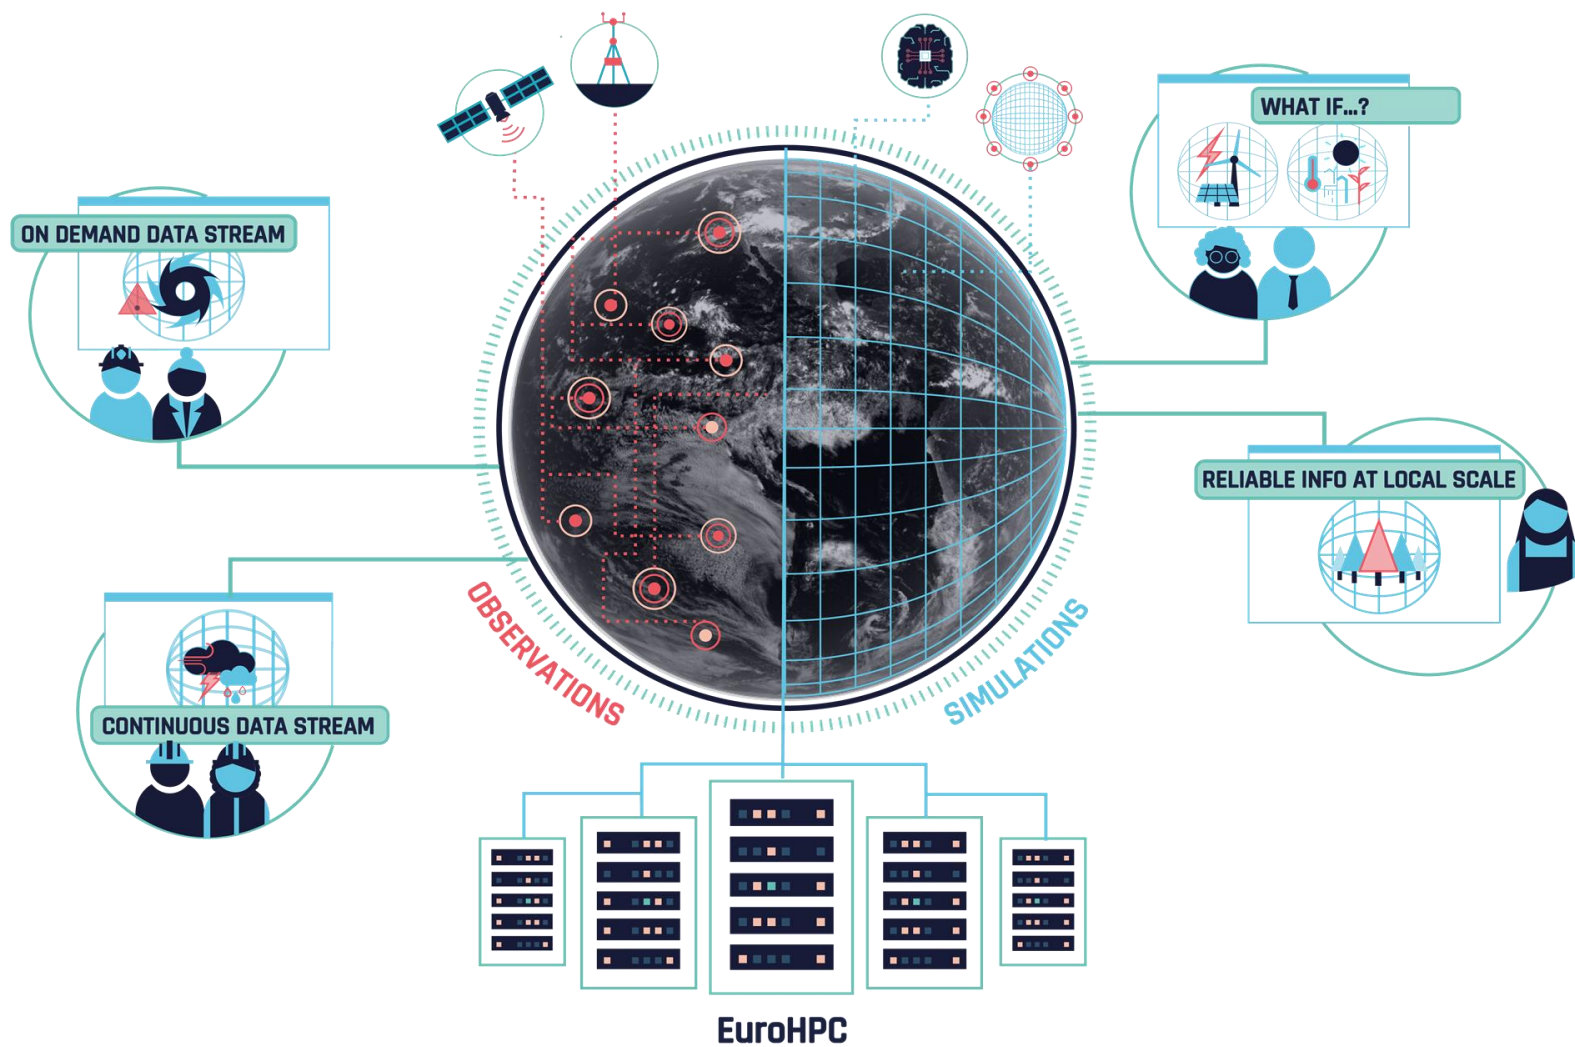 WHAT IF...?
ON DEMAND DATA STREAM
RELIABLE INFO AT LOCAL SCALE
OBSERVATIONS
SIMULATIONS
CONTINUOUS DATA STREAM
EuroHPC